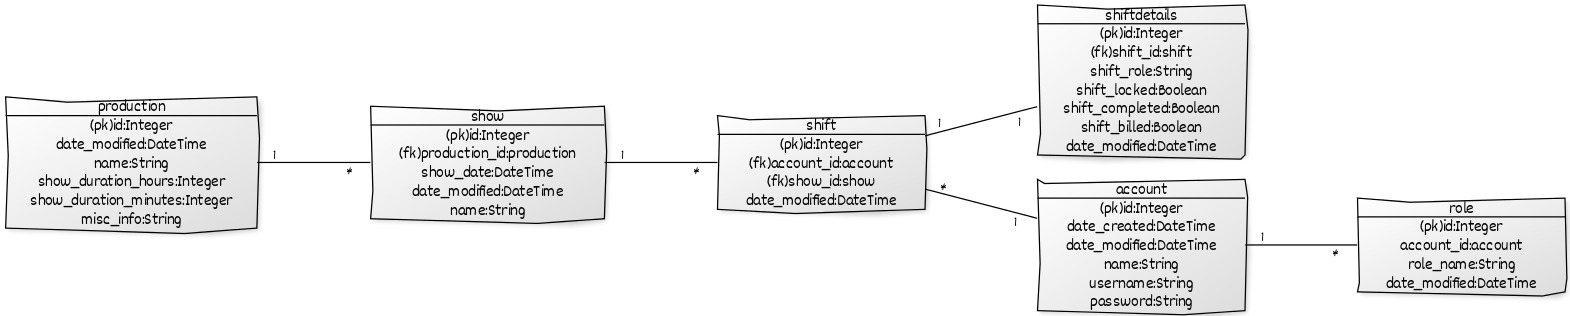 production
(pk)id:Integer
date_modified:DateTime
name:String
show_duration_hours:Integer
show_duration_minutes:Integer
misc_info:String
1
*
show
(pk)id:Integer
(fk)production_id:production
show_date:DateTime
date_modified:DateTime
name:String
1
*
shift
(pk)id:Integer
(fk)account_id:account
(fk)show_id:show
date_modified:DateTime
1
1
shiftdetails
(pk)id:Integer
(fk)shift_id:shift
shift_role:String
shift_locked:Boolean
shift_completed:Boolean
shift_billed:Boolean
date_modified:DateTime
*
1
account
(pk)id:Integer
date_created:DateTime
date_modified:DateTime
name:String
username:String
password:String
1
*
role
(pk)id:Integer
account_id:account
role_name:String
date_modified:DateTime